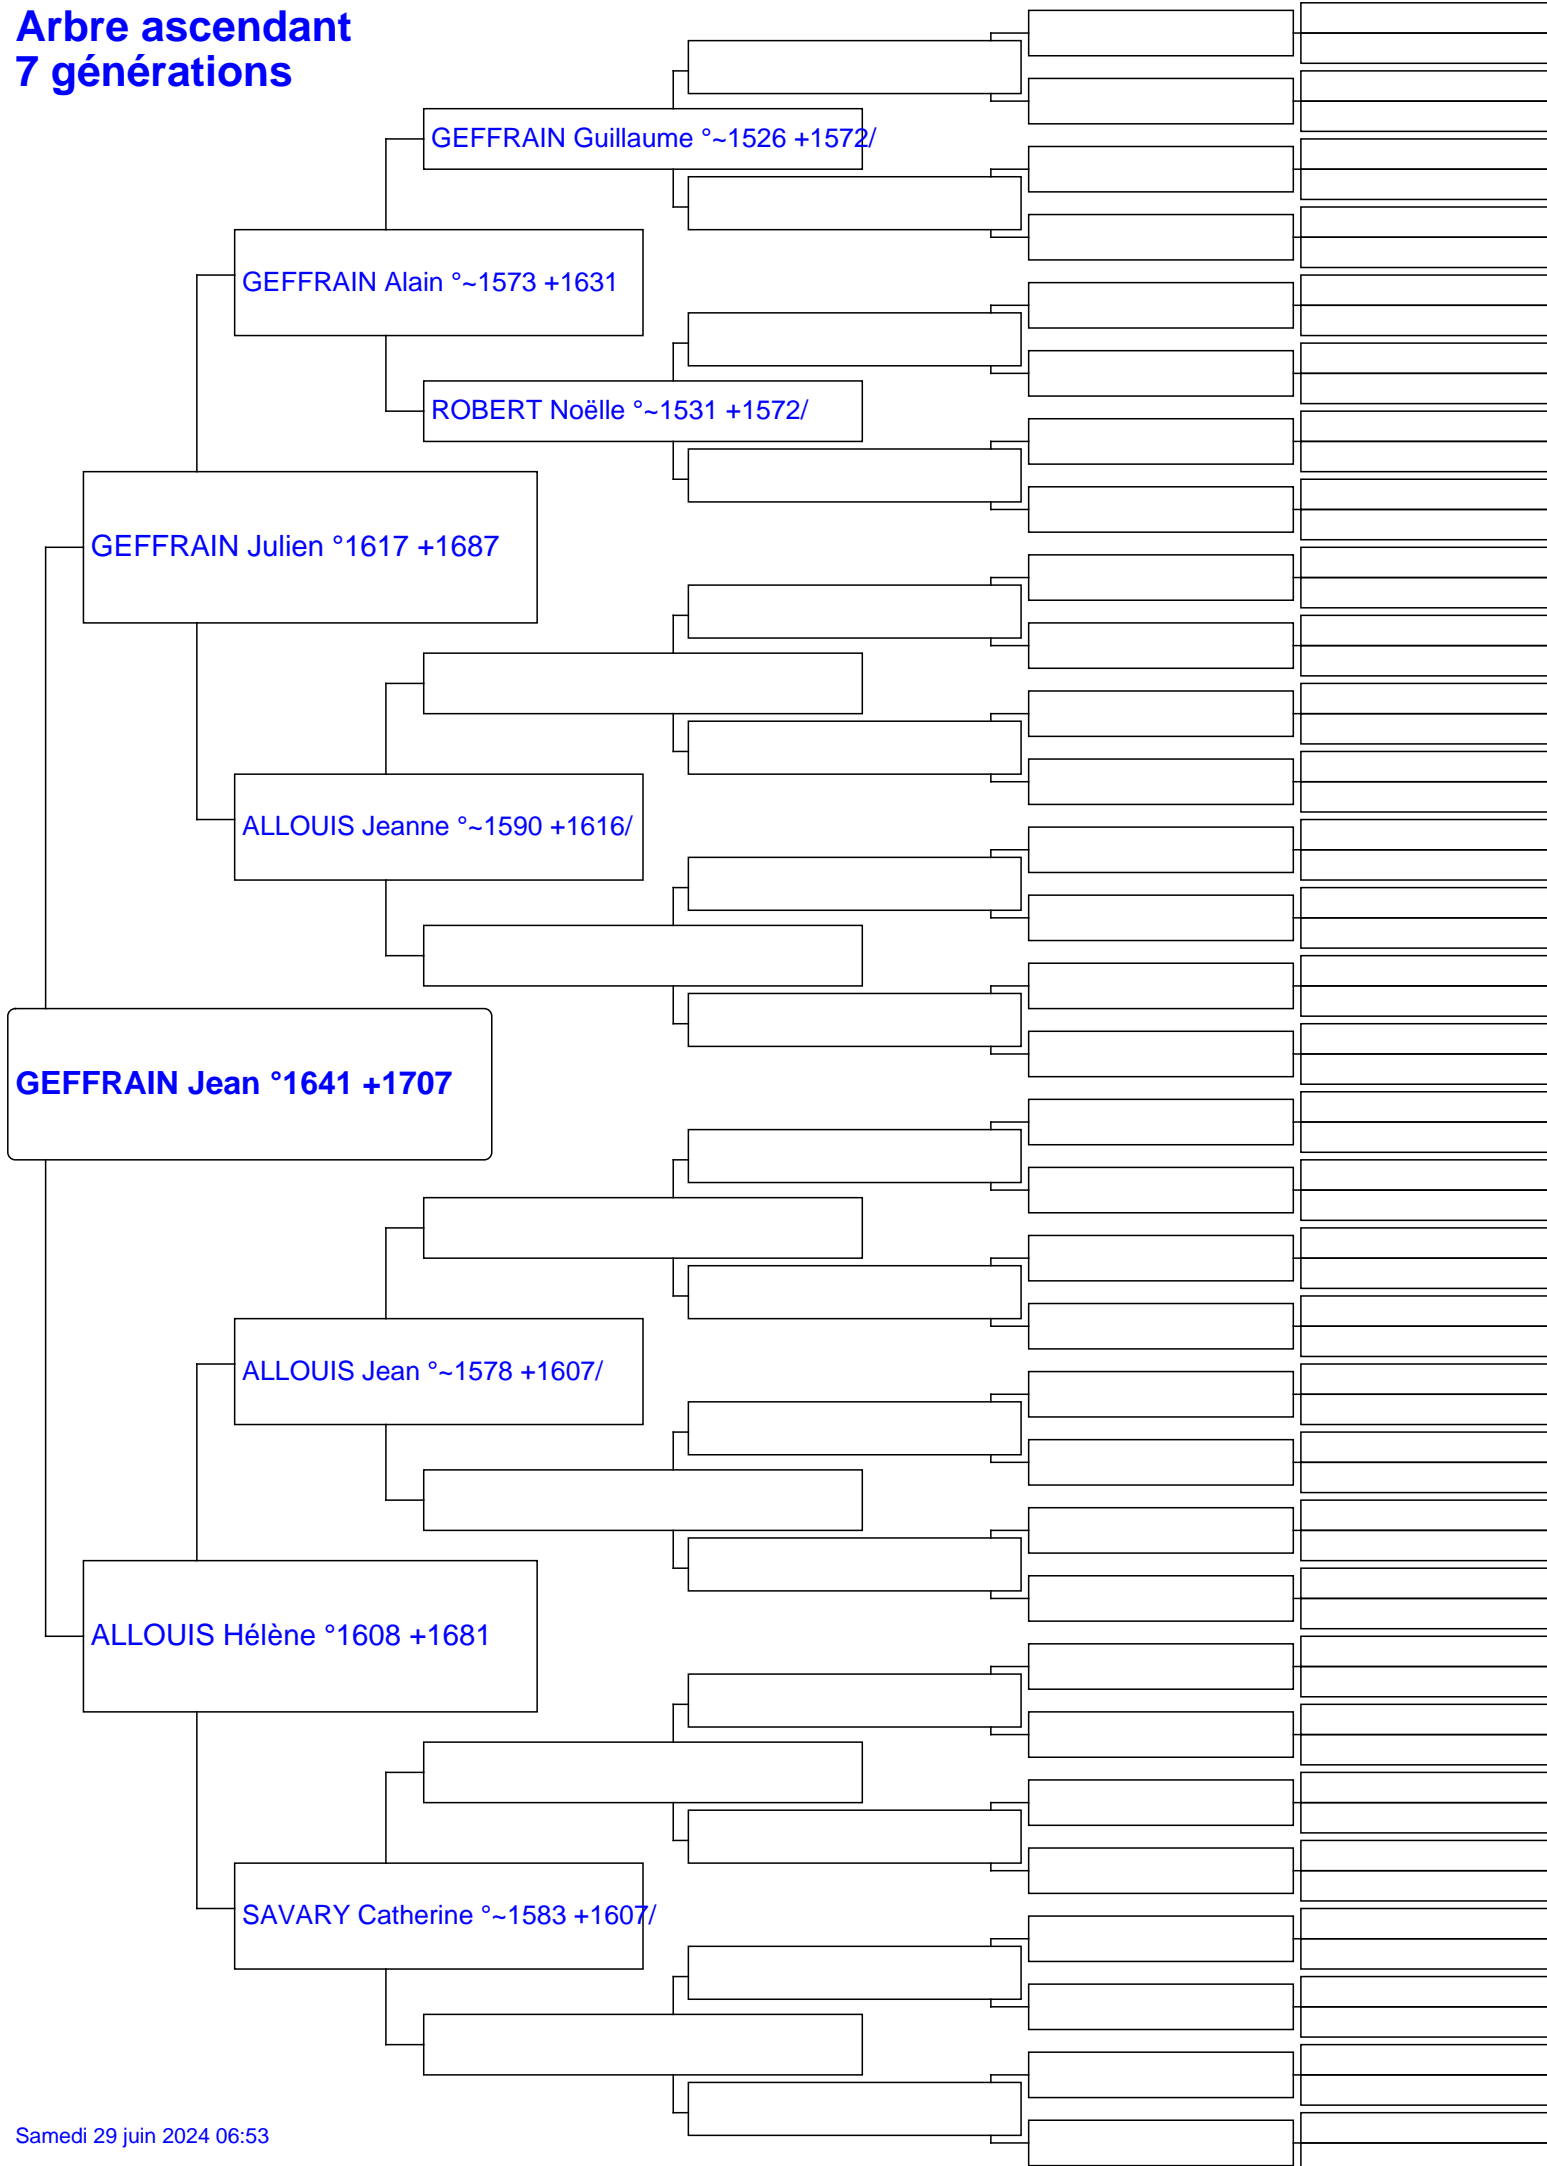 Arbre ascendant
7 générations
GEFFRAIN Guillaume °~1526 +1572/
GEFFRAIN Alain °~1573 +1631
ROBERT Noëlle °~1531 +1572/
GEFFRAIN Julien °1617 +1687
ALLOUIS Jeanne °~1590 +1616/
GEFFRAIN Jean °1641 +1707
ALLOUIS Jean °~1578 +1607/
ALLOUIS Hélène °1608 +1681
SAVARY Catherine °~1583 +1607/
Samedi 29 juin 2024 06:53